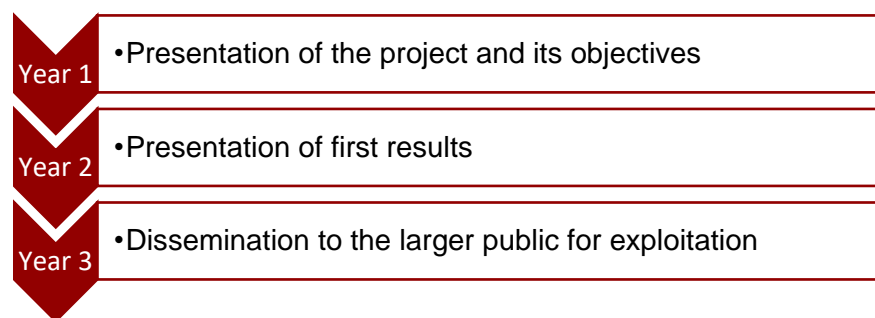 Year 1
•Presentation of the project and its objectives
Year 2
•Presentation of first results
Year 3
•Dissemination to the larger public for exploitation